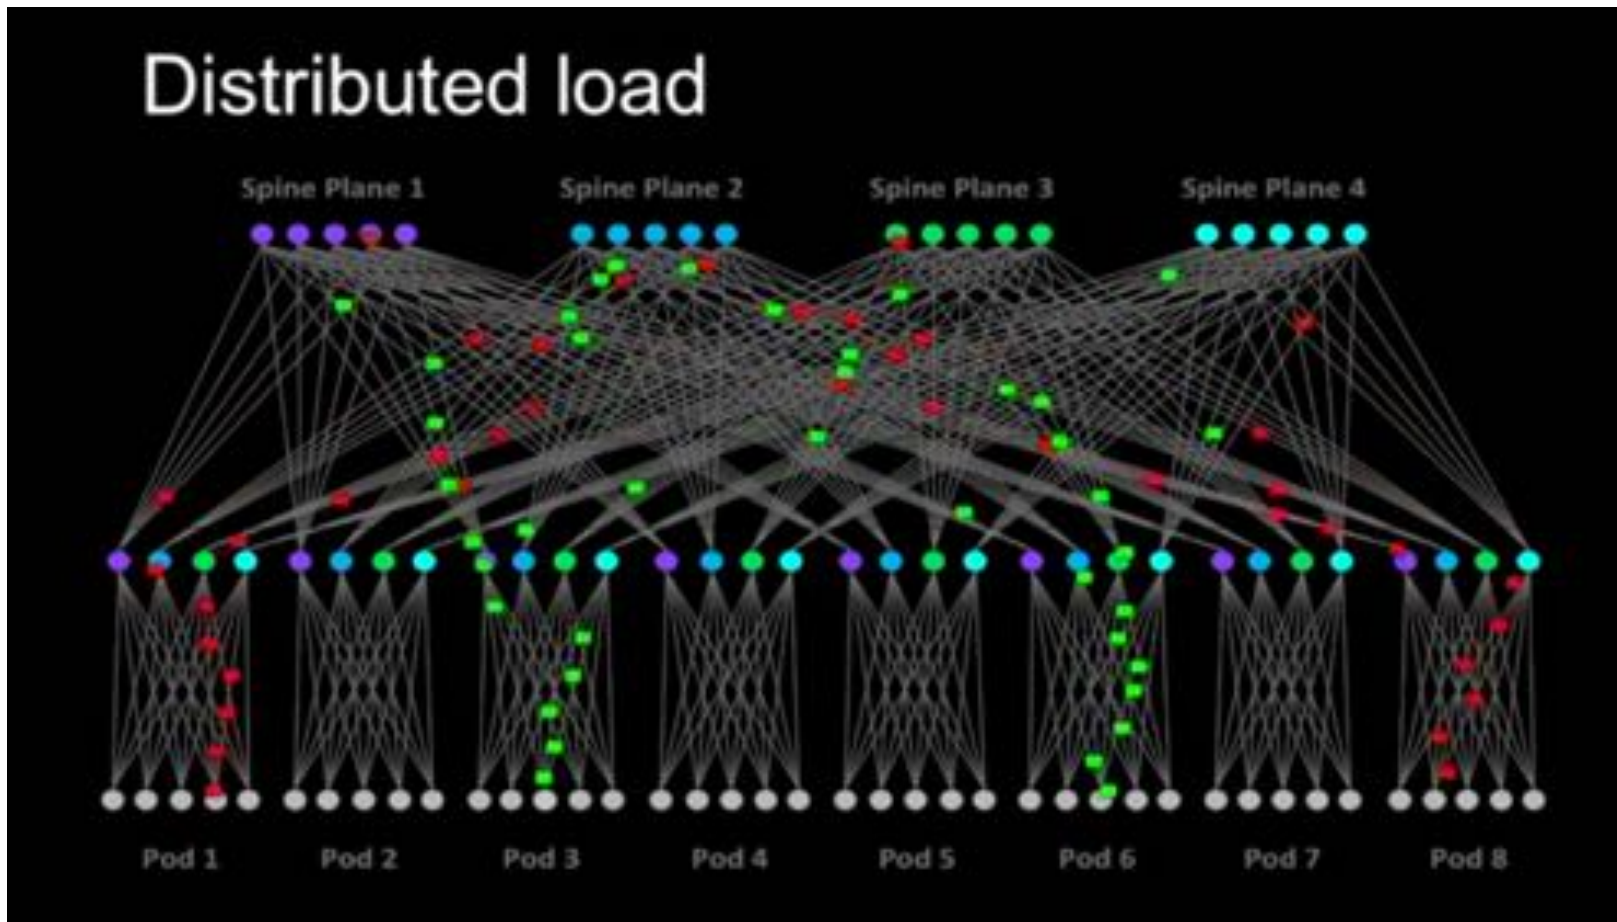 Distributed load
Spine Plane 1 Spine Plane 2 Spine Plane 3 Spine Plane 4
Pod 1 Pod 2 Pod 3 Pod 4 Pod 5 Pod 6 Pod 7 Pod 8